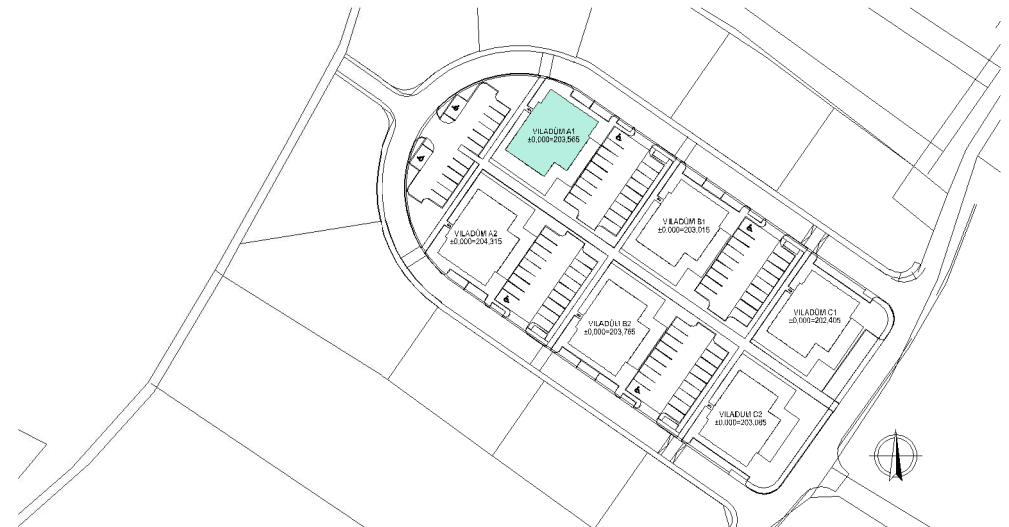 VILADŮM A1
±0,000=203,565
VILADŮM B1
±0,000=203,015
VILADŮM A2
±0,000=204,315
VILADŮM C1
±0,000=202,405
VILADŮM B2
±0,000=203,765
VILADŮM C2
±0,000=203,065